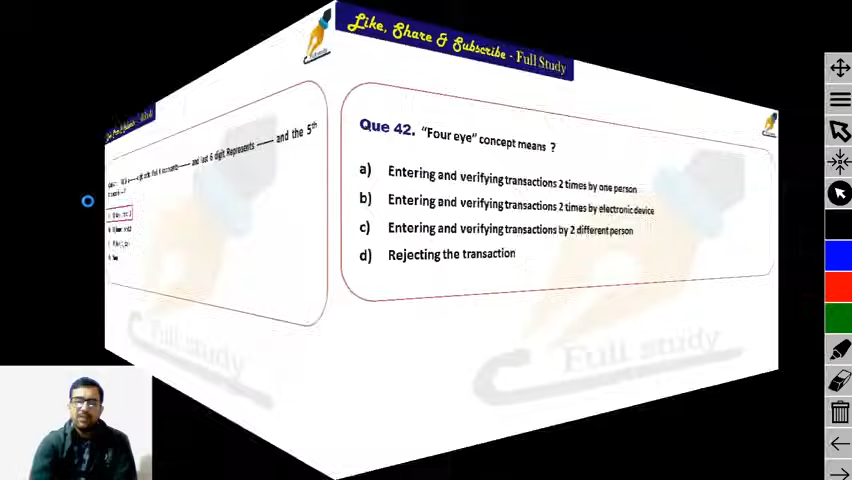 Like, Share & Subscribe - Full Study
Full study
and last 6 digit Represents ——— and the 5th
Full study
Que 42. "Four eye" concept means ?
a) Entering and verifying transactions 2 times by one person
b) Entering and verifying transactions 2 times by electronic device
c) Entering and verifying transactions by 2 different person
d) Rejecting the transaction
Full study